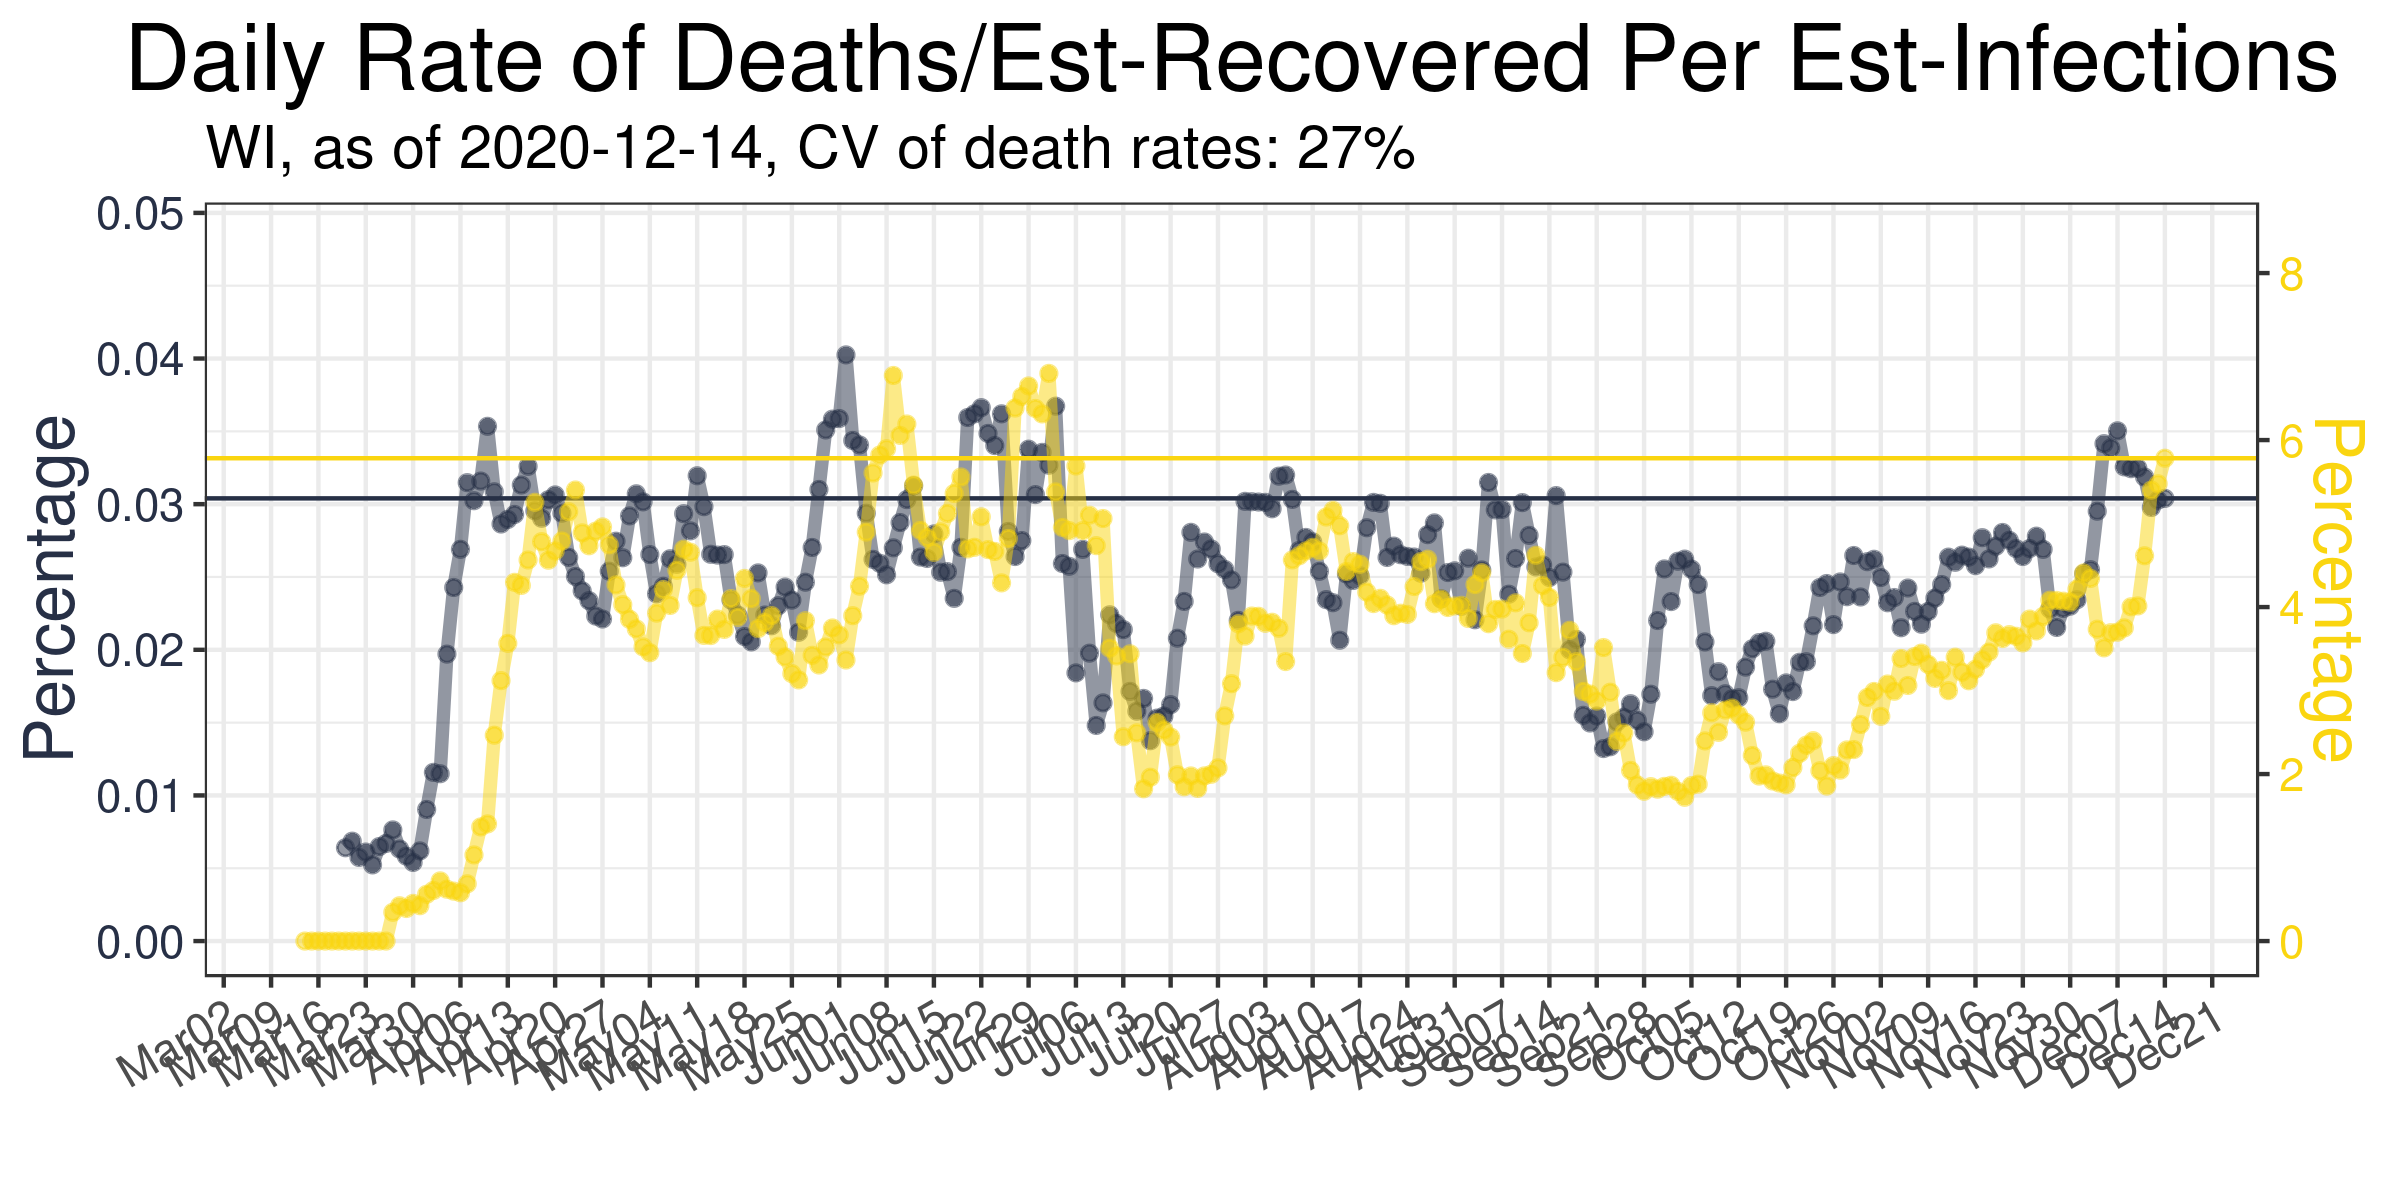 Daily Rate of Deaths/Est-Recovered Per Est-Infections
WI, as of 2020-12-14, CV of death rates: 27%
Percentage
0.05
0.04
0.03
0.02
0.01
0.00
8
6
4
2
0
Percentage
Mar02
Mar09
Mar16
Mar23
Mar30
Apr06
Apr13
Apr20
Apr27
May04
May11
May18
May25
Jun01
Jun08
Jun15
Jun22
Jun29
Jul06
Jul13
Jul20
Jul27
Aug03
Aug10
Aug17
Aug24
Aug31
Sep07
Sep14
Sep21
Sep28
Oct05
Oct12
Oct19
Oct26
Nov02
Nov09
Nov16
Nov23
Nov30
Dec07
Dec14
Dec21